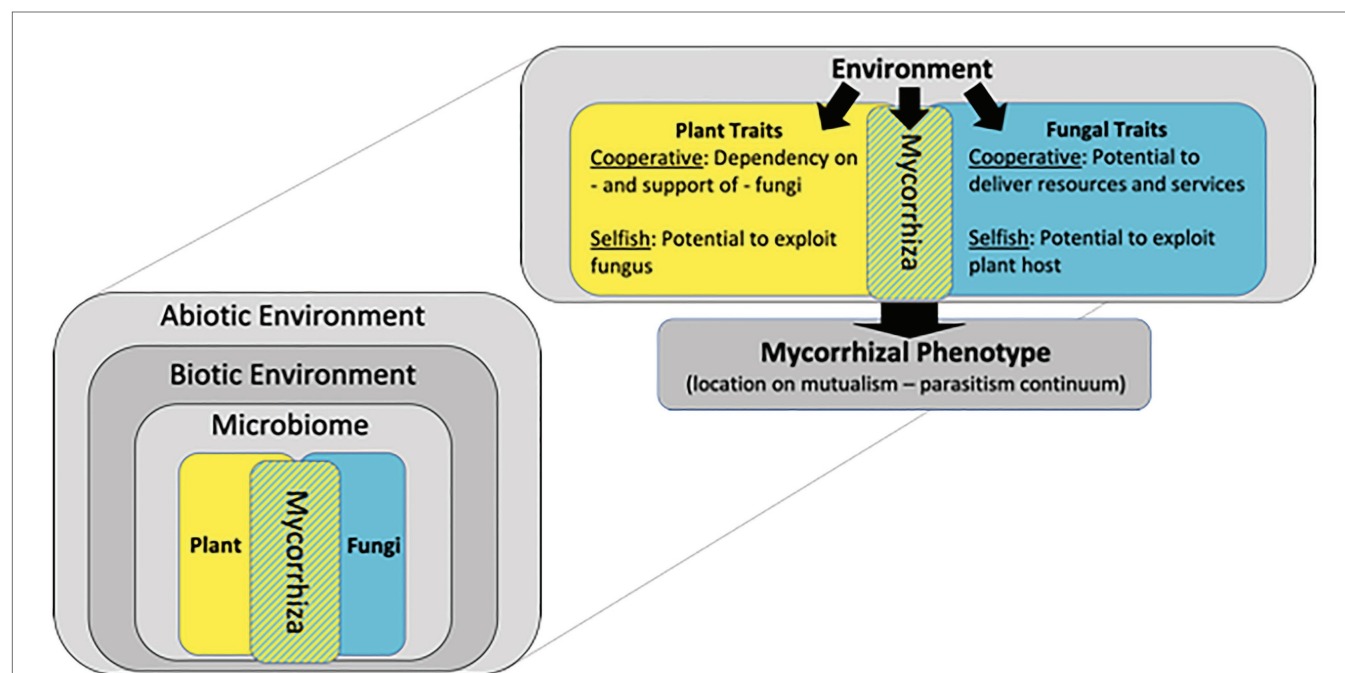 Environment
Plant Traits
Cooperative: Dependency on
- and support of - fungi
Selfish: Potential to exploit
fungus
Mycorrhiza
Fungal Traits
Cooperative: Potential to
deliver resources and services
Selfish: Potential to exploit
plant host
Mycorrhizal Phenotype
(location on mutualism – parasitism continuum)
Abiotic Environment
Biotic Environment
Microbiome
Plant
Mycorrhiza
Fungi